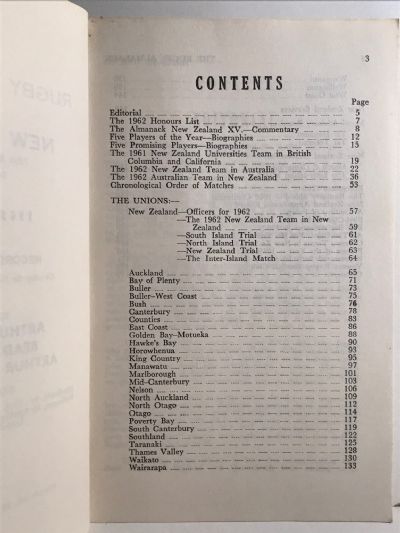 3
CONTENTS
Page
Editorial 5
The 1962 Honours List 7
The Almanack New Zealand XV.—Commentary 8
Five Players of the Year—Biographies 12
Five Promising Players—Biographies 15
The 1961 New Zealand Universities Team in British
Columbia and California 19
The 1962 New Zealand Team in Australia 22
The 1962 Australian Team in New Zealand 36
Chronological Order of Matches 53
THE UNIONS:—
New Zealand—Officers for 1962 57
—The 1962 New Zealand Team in New
Zealand 59
—South Island Trial 61
—North Island Trial 62
—New Zealand Trial 63
—The Inter-Island Match 64
Auckland 65
Bay of Plenty 71
Buller 73
Buller-West Coast 75
Bush 76
Canterbury 78
Counties 83
East Coast 86
Golden Bay-Motueka 88
Hawke's Bay 90
Horowhenua 93
King Country 95
Manawatu 97
Marlborough 101
Mid-Canterbury 103
Nelson 106
North Auckland 109
North Otago 112
Otago 114
Poverty Bay 117
South Canterbury 119
Southland 122
Taranaki 125
Thames Valley 128
Waikato 130
Wairarapa 133
RUGBY
NEW